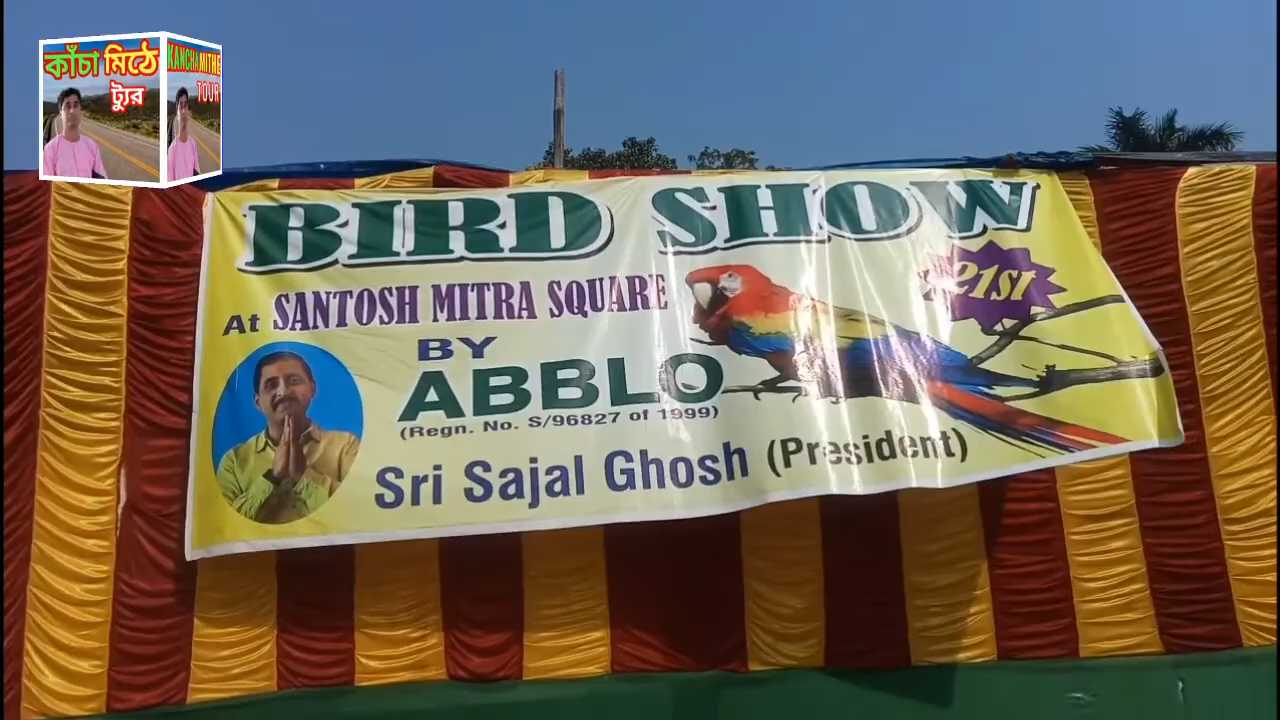 কাঁচা মিঠে
ট্যুর
KANCHA MITHE
TOUR
BIRD SHOW
21ST
At SANTOSH MITRA SQUARE
BY
ABBLO
(Regn. No. S/96827 of 1999)
Sri Sajal Ghosh (President)